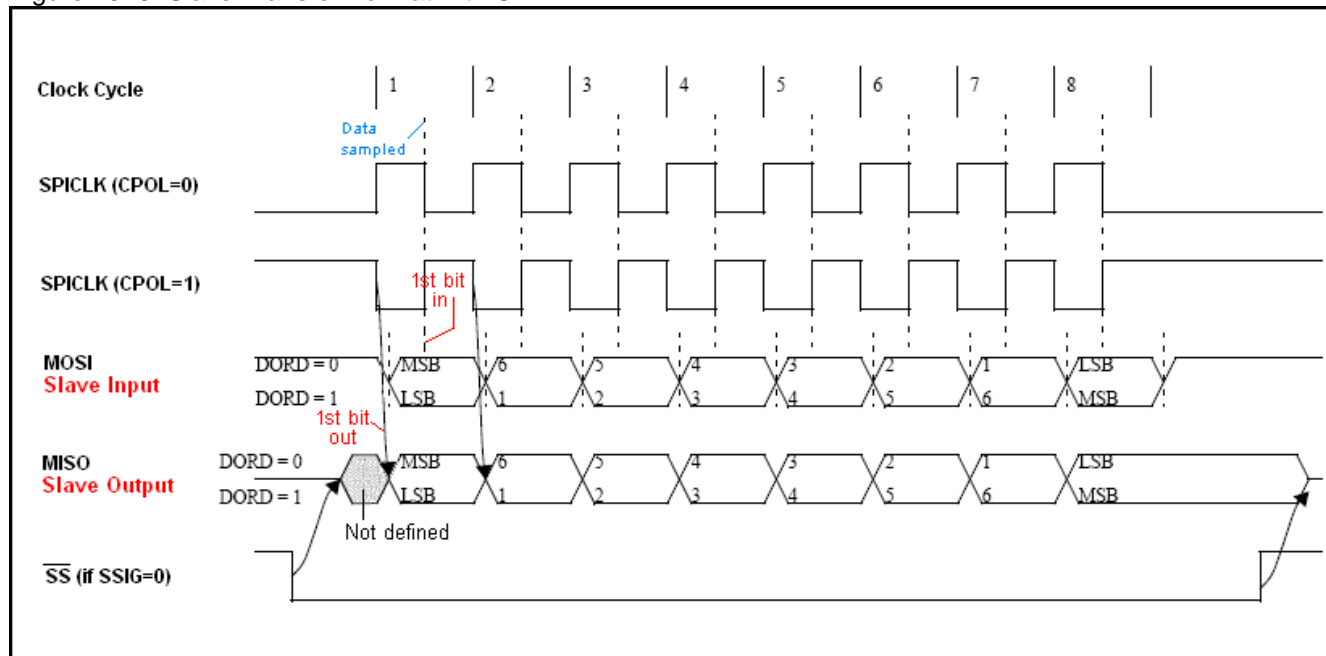 Clock Cycle
1 2 3 4 5 6 7 8
Data
sampled
SPICLK (CPOL=0)
SPICLK (CPOL=1)
1st bit
in
MOSI
Slave Input
DORD = 0 MSB 6 5 4 3 2 1 LSB
DORD = 1 LSB 1 2 3 4 5 6 MSB
1st bit
out
MISO
Slave Output
DORD = 0 MSB 6 5 4 3 2 1 LSB
DORD = 1 LSB 1 2 3 4 5 6 MSB
Not defined
SS (if SSIG=0)